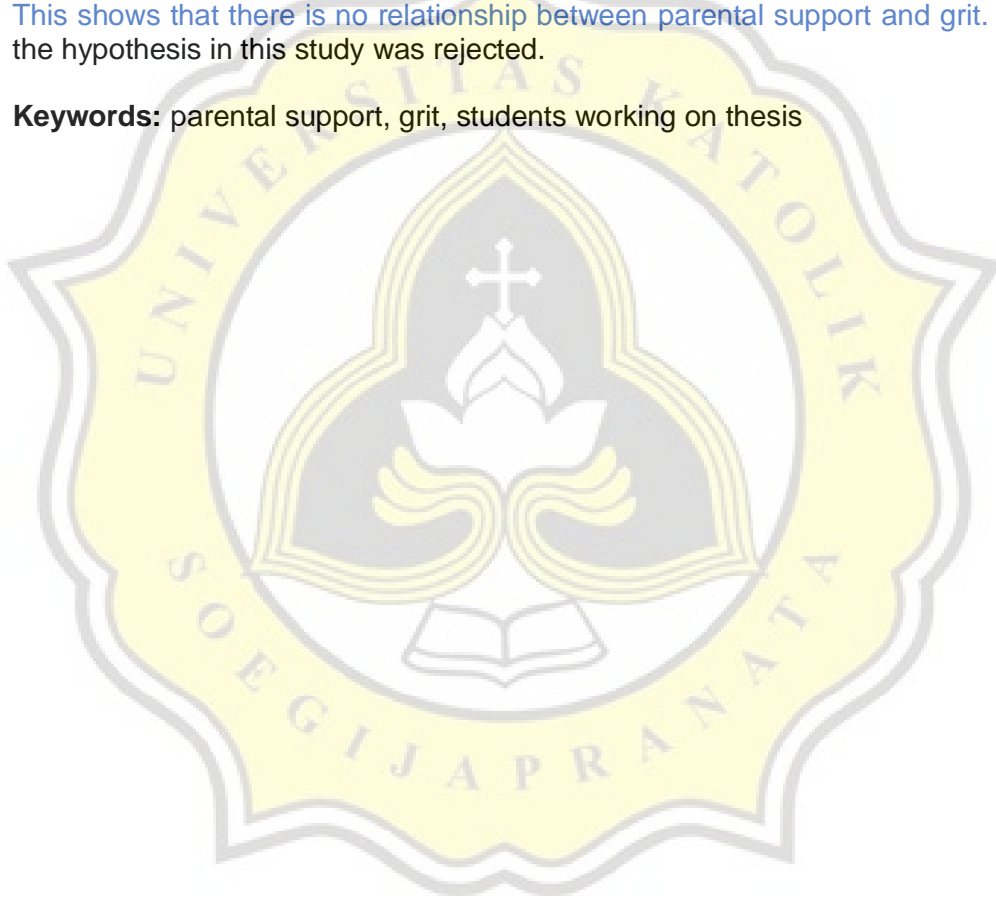 This shows that there is no relationship between parental support and grit.
the hypothesis in this study was rejected.
Keywords: parental support, grit, students working on thesis
UNIVERSITAS KATOLIK
SOEGIJAPRANATA